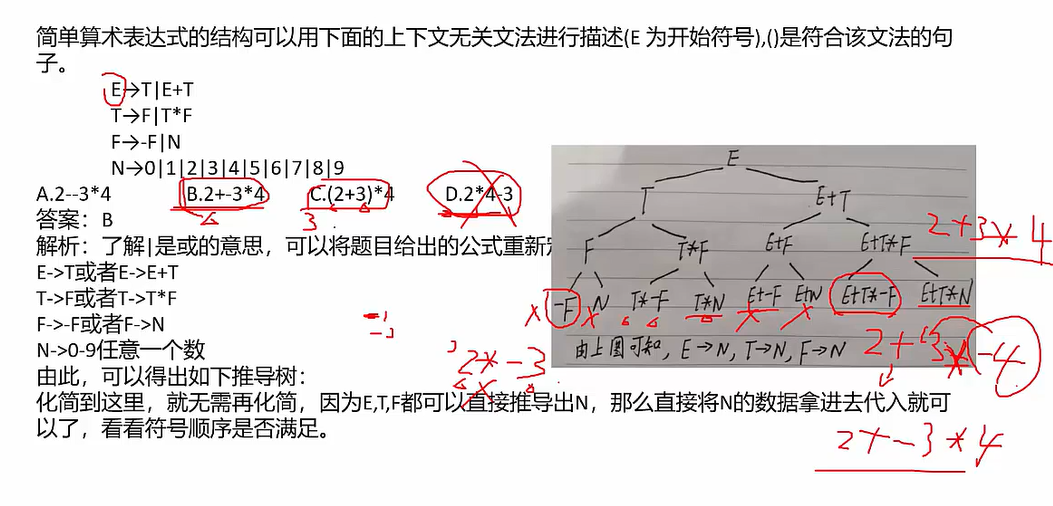 简单算术表达式的结构可以用下面的上下文无关文法进行描述(E 为开始符号),()是符合该文法的句
子。
E→T|E+T
T→F|T*F
F→-F|N
N→0|1|2|3|4|5|6|7|8|9
A.2--3*4 B.2+-3*4 C.(2+3)*4 D.2*4-3
答案：B
解析：了解|是或的意思，可以将题目给出的公式重新
E->T或者E->E+T
T->F或者T->T*F
F->-F或者F->N
N->0-9任意一个数
由此，可以得出如下推导树：
化简到这里，就无需再化简，因为E,T,F都可以直接推导出N，那么直接将N的数据拿进去代入就可
以了，看看符号顺序是否满足。
E
T E+T
F T*F E+F E+T*F
-F N T*-F T*N E+-F E+N E+T*-F E+T*N
由上图可知，E→N，T→N，F→N
2+3*4
3
2*-3
2+3*-4
2+-3*4